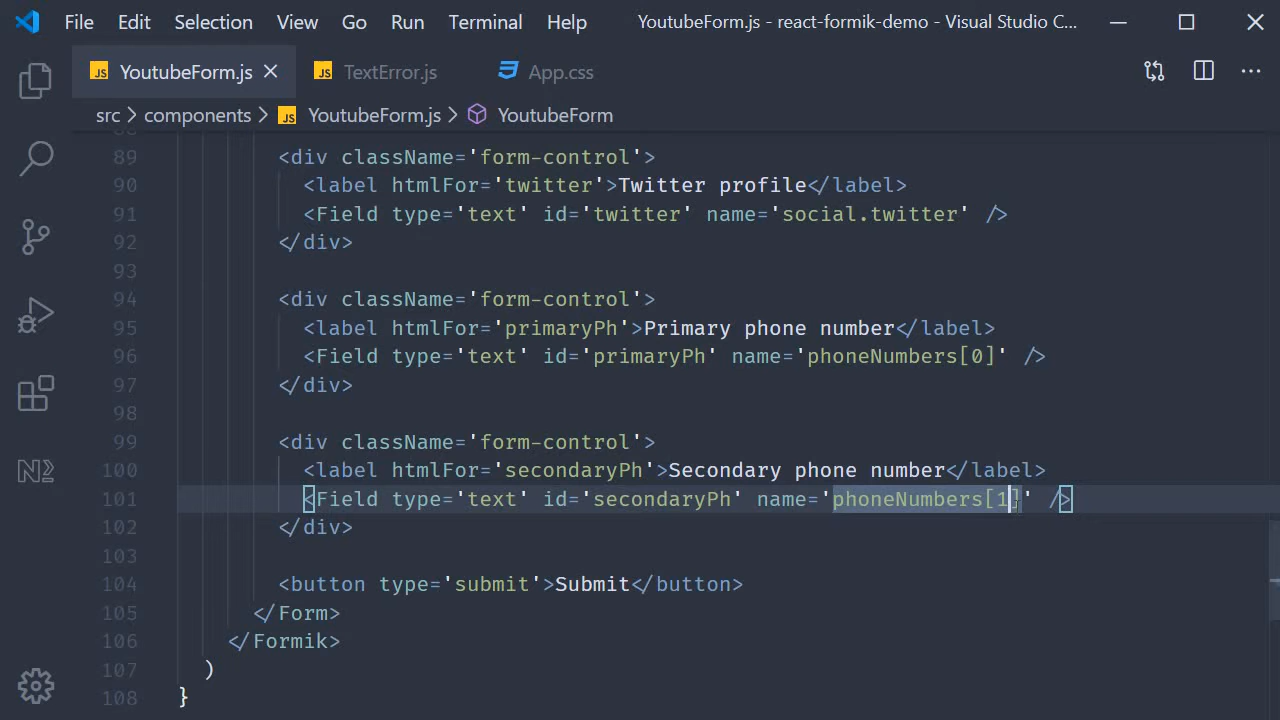 File Edit Selection View Go Run Terminal Help YoutubeForm.js - react-formik-demo - Visual Studio C...
JS YoutubeForm.js JS TextError.js App.css
src > components > JS YoutubeForm.js > YoutubeForm
89 <div className='form-control'>
90 <label htmlFor='twitter'>Twitter profile</label>
91 <Field type='text' id='twitter' name='social.twitter' />
92 </div>
93
94 <div className='form-control'>
95 <label htmlFor='primaryPh'>Primary phone number</label>
96 <Field type='text' id='primaryPh' name='phoneNumbers[0]' />
97 </div>
98
99 <div className='form-control'>
100 <label htmlFor='secondaryPh'>Secondary phone number</label>
101 <Field type='text' id='secondaryPh' name='phoneNumbers[1]' />
102 </div>
103
104 <button type='submit'>Submit</button>
105 </Form>
106 </Formik>
107 )
108 }